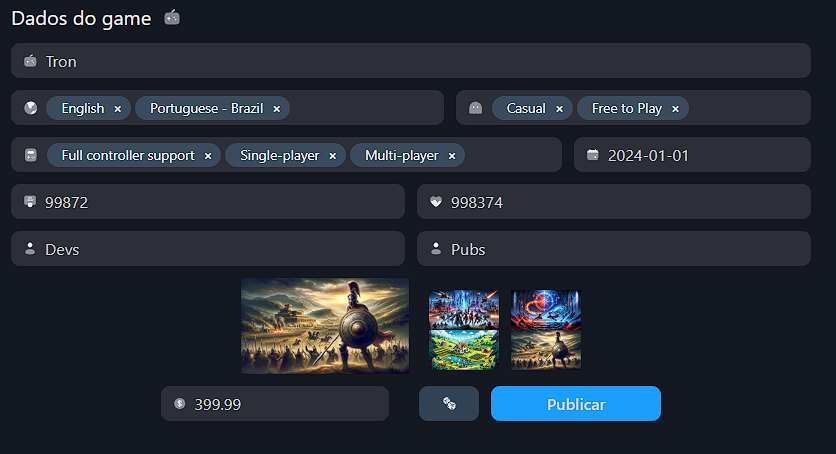 Dados do game
Tron
English × Portuguese - Brazil × Casual × Free to Play ×
Full controller support × Single-player × Multi-player × 2024-01-01
99872 998374
Devs Pubs
399.99 Publicar